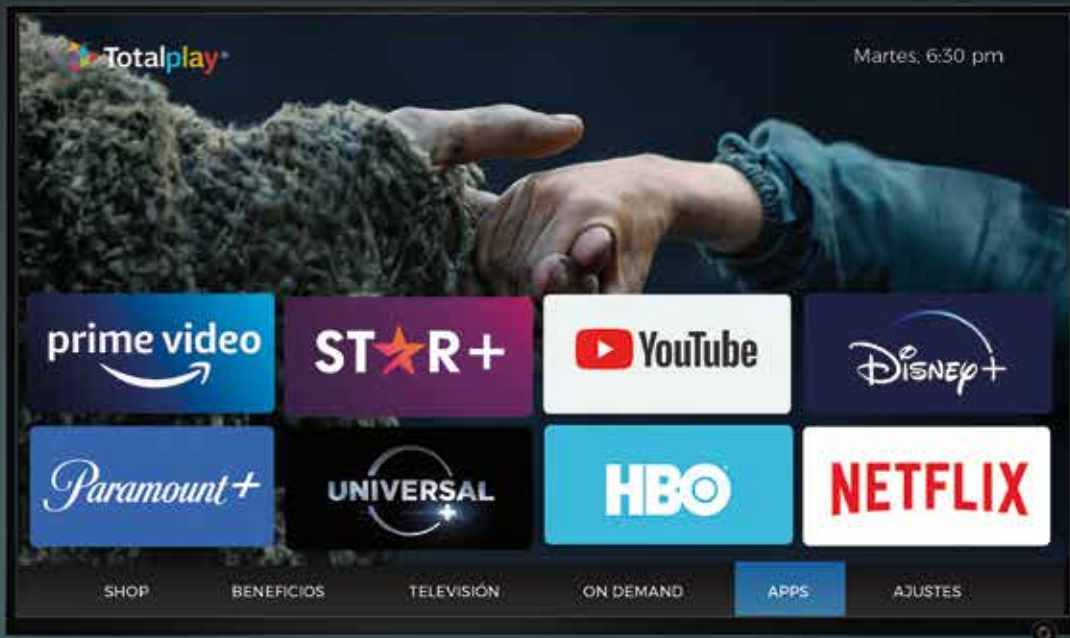 Totalplay
Martes, 6:30 pm
prime video
STAR+
YouTube
Disney+
Paramount+
UNIVERSAL+
HBO
NETFLIX
SHOP
BENEFICIOS
TELEVISIÓN
ON DEMAND
APPS
AJUSTES